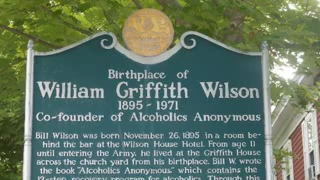 Birthplace of
William Griffith Wilson
1895 - 1971
Co-founder of Alcoholics Anonymous
Bill Wilson was born November 26, 1895 in a room be-
hind the bar at the Wilson House Hotel. From age 11
until entering the Army, he lived at the Griffith House
across the church yard from his birthplace. Bill W. wrote
the book "Alcoholics Anonymous" which contains the
12-step recovery program for alcoholics. Through this